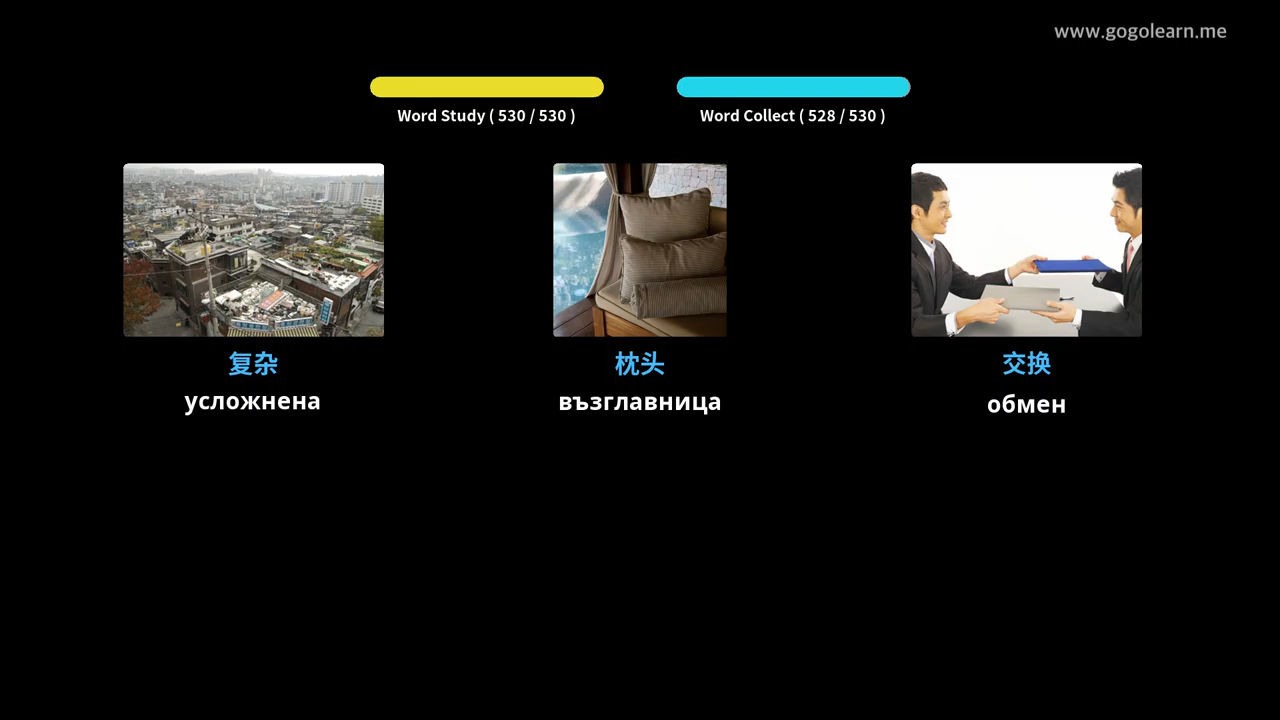 www.gogolearn.me
Word Study ( 530 / 530 )
Word Collect ( 528 / 530 )
复杂
枕头
交换
усложнена
възглавница
обмен